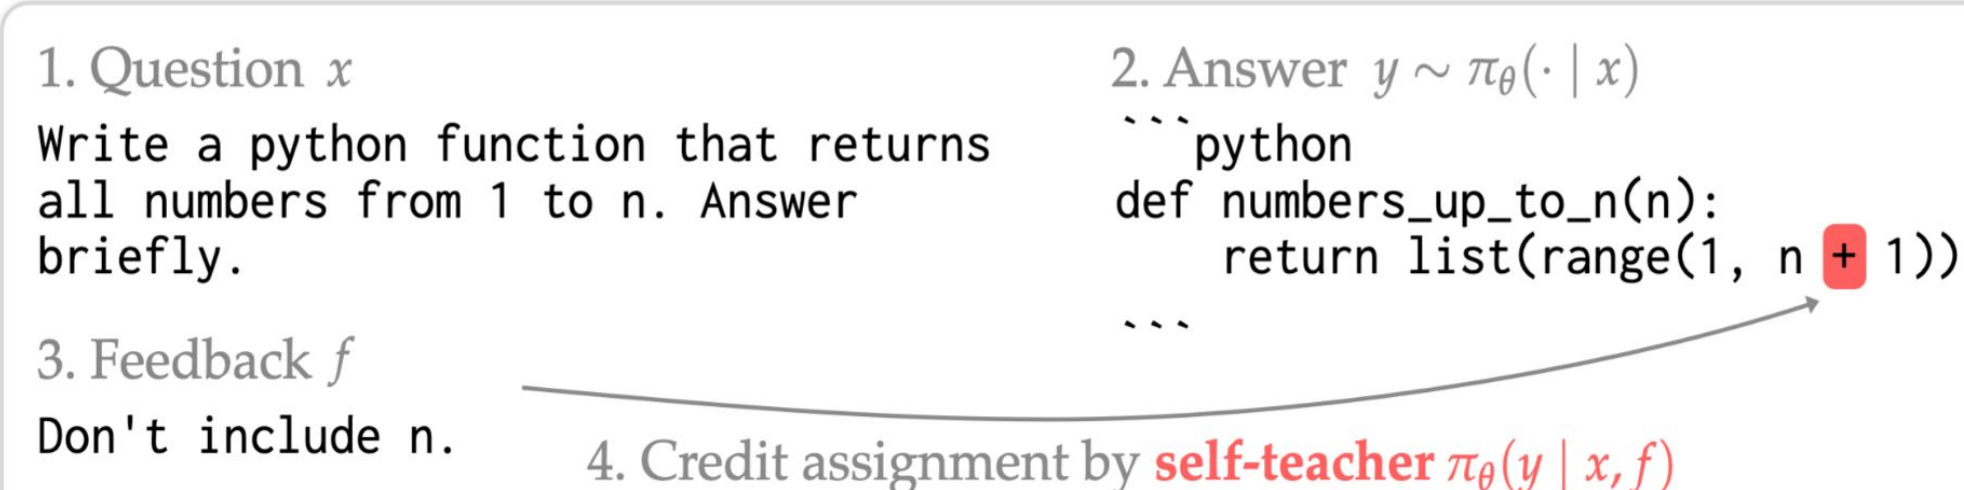 1. Question x
Write a python function that returns
all numbers from 1 to n. Answer
briefly.
2. Answer y ~ πθ(· | x)
```python
def numbers_up_to_n(n):
    return list(range(1, n + 1))
```
3. Feedback f
Don't include n.
4. Credit assignment by self-teacher πθ(y | x, f)